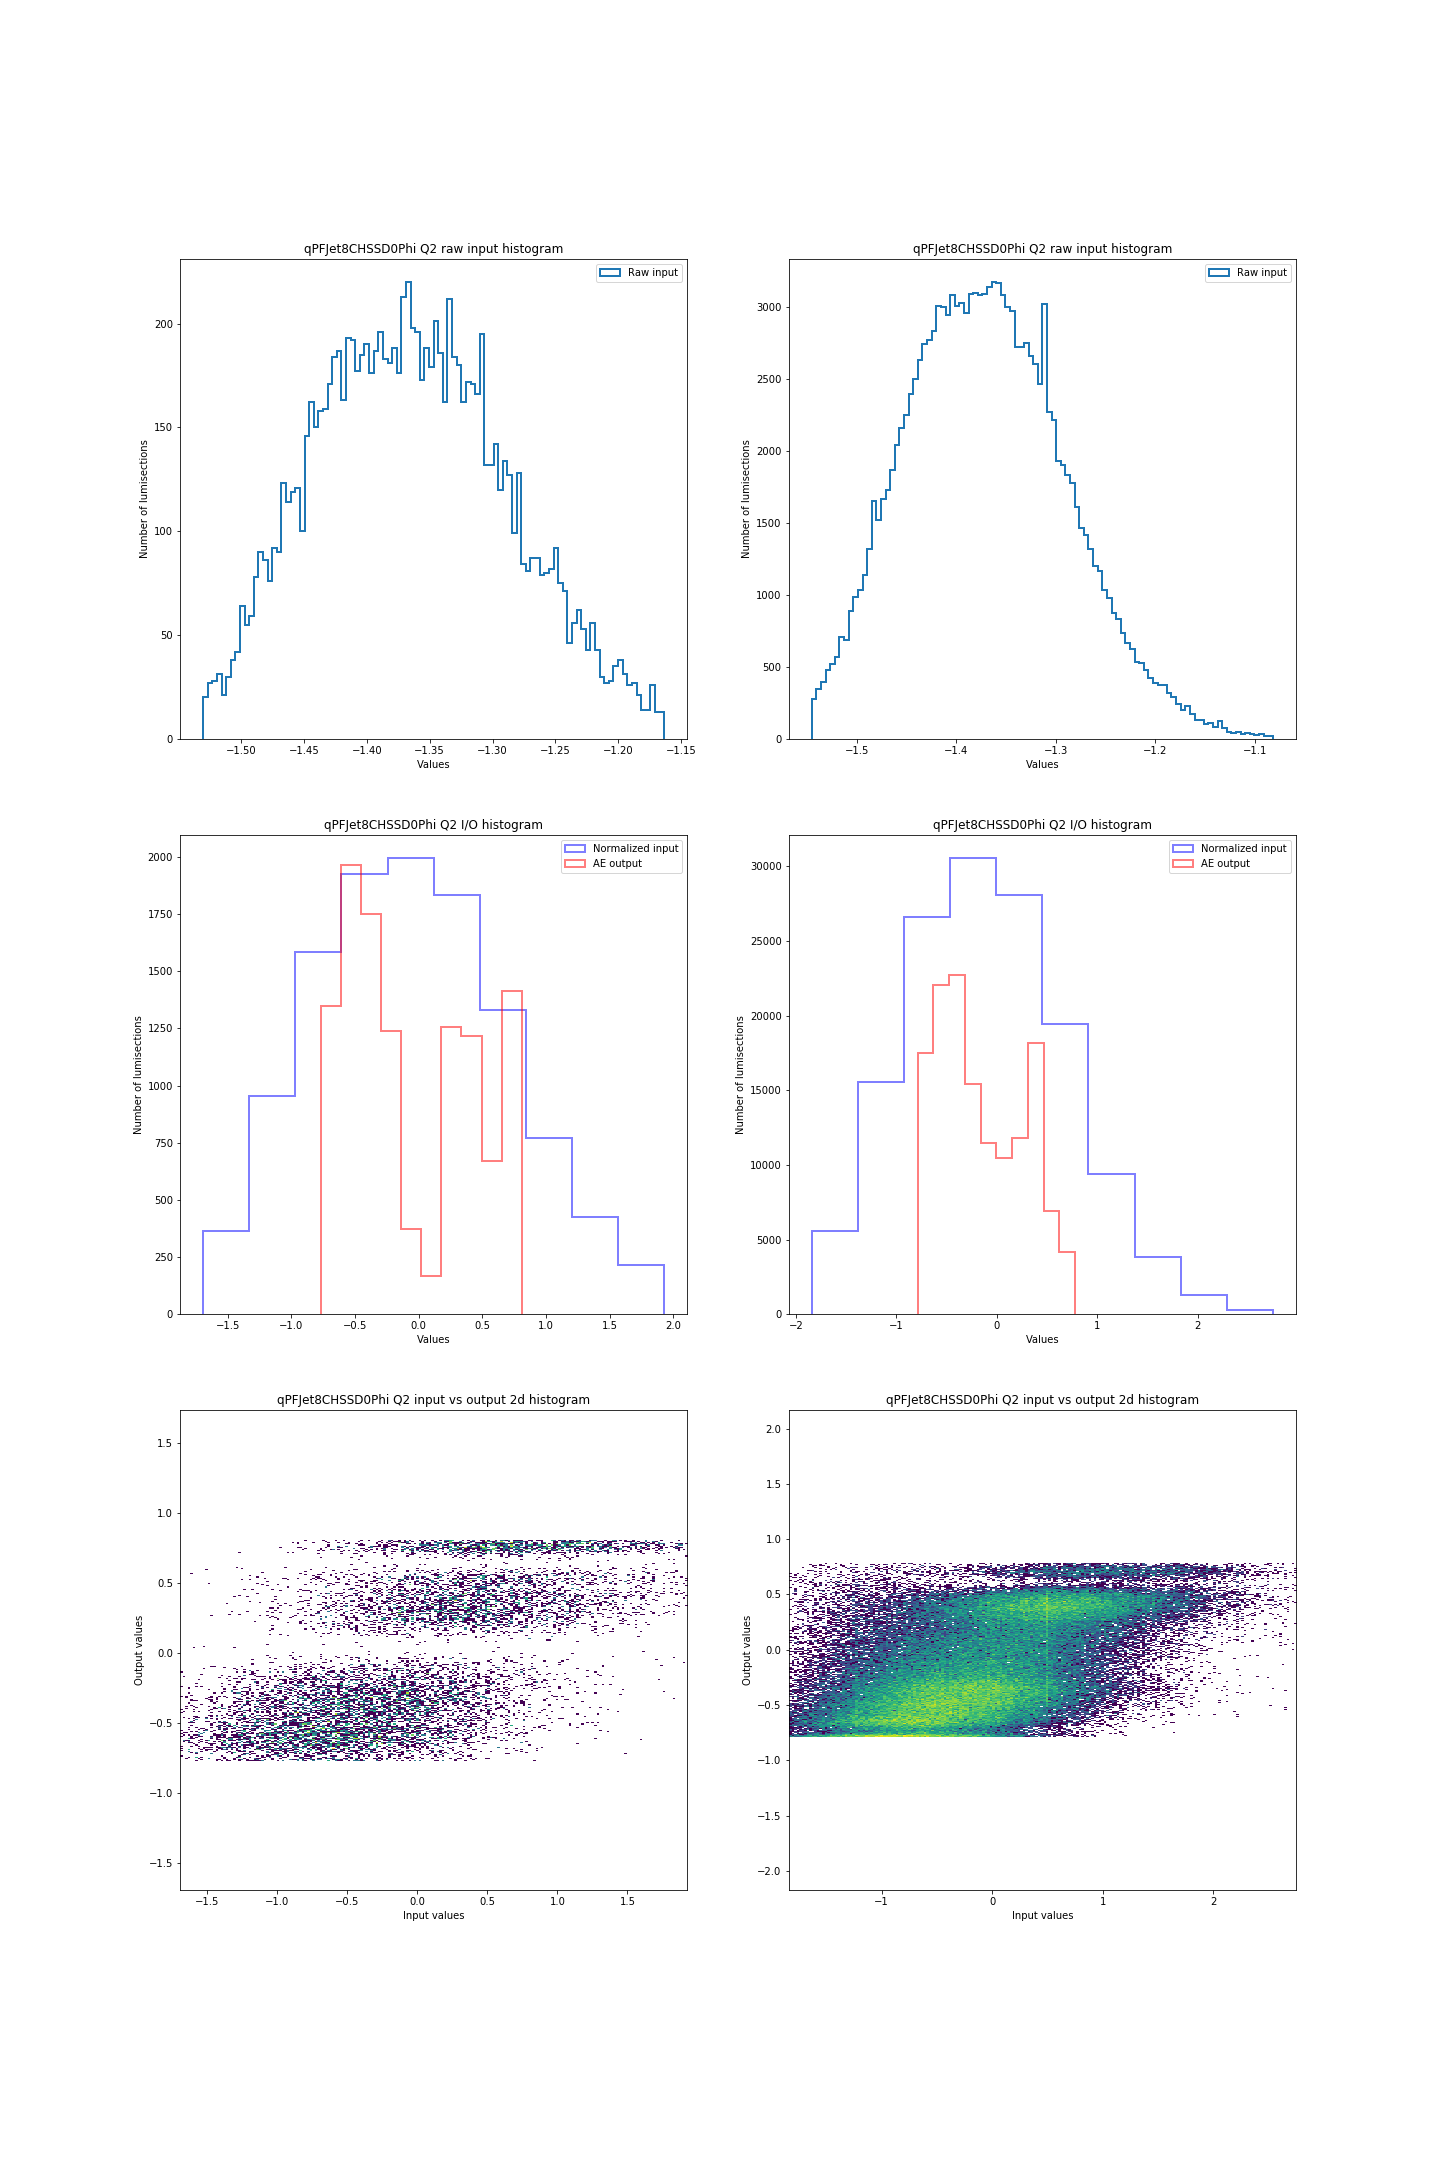 qPFJet8CHSSD0Phi Q2 raw input histogram
Raw input
Number of lumisections
200
150
100
50
0
−1.50 −1.45 −1.40 −1.35 −1.30 −1.25 −1.20 −1.15
Values
qPFJet8CHSSD0Phi Q2 raw input histogram
Raw input
Number of lumisections
3000
2500
2000
1500
1000
500
0
−1.5 −1.4 −1.3 −1.2 −1.1
Values
qPFJet8CHSSD0Phi Q2 I/O histogram
Normalized input
AE output
Number of lumisections
2000
1750
1500
1250
1000
750
500
250
0
−1.5 −1.0 −0.5 0.0 0.5 1.0 1.5 2.0
Values
qPFJet8CHSSD0Phi Q2 I/O histogram
Normalized input
AE output
Number of lumisections
30000
25000
20000
15000
10000
5000
0
−2 −1 0 1 2
Values
qPFJet8CHSSD0Phi Q2 input vs output 2d histogram
Output values
1.5
1.0
0.5
0.0
−0.5
−1.0
−1.5
−1.5 −1.0 −0.5 0.0 0.5 1.0 1.5
Input values
qPFJet8CHSSD0Phi Q2 input vs output 2d histogram
Output values
2.0
1.5
1.0
0.5
0.0
−0.5
−1.0
−1.5
−2.0
−1 0 1 2
Input values